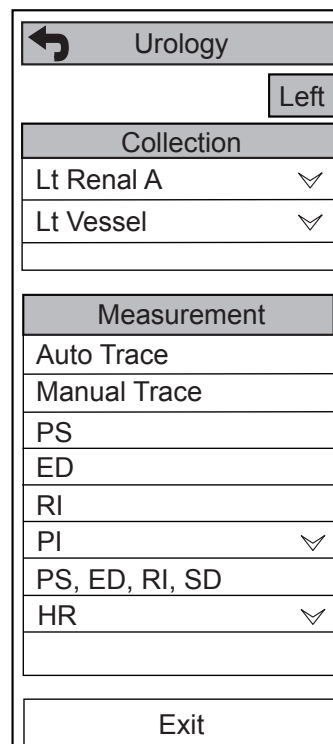 Urology
Left
Collection
Lt Renal A
Lt Vessel
Measurement
Auto Trace
Manual Trace
PS
ED
RI
PI
PS, ED, RI, SD
HR
Exit